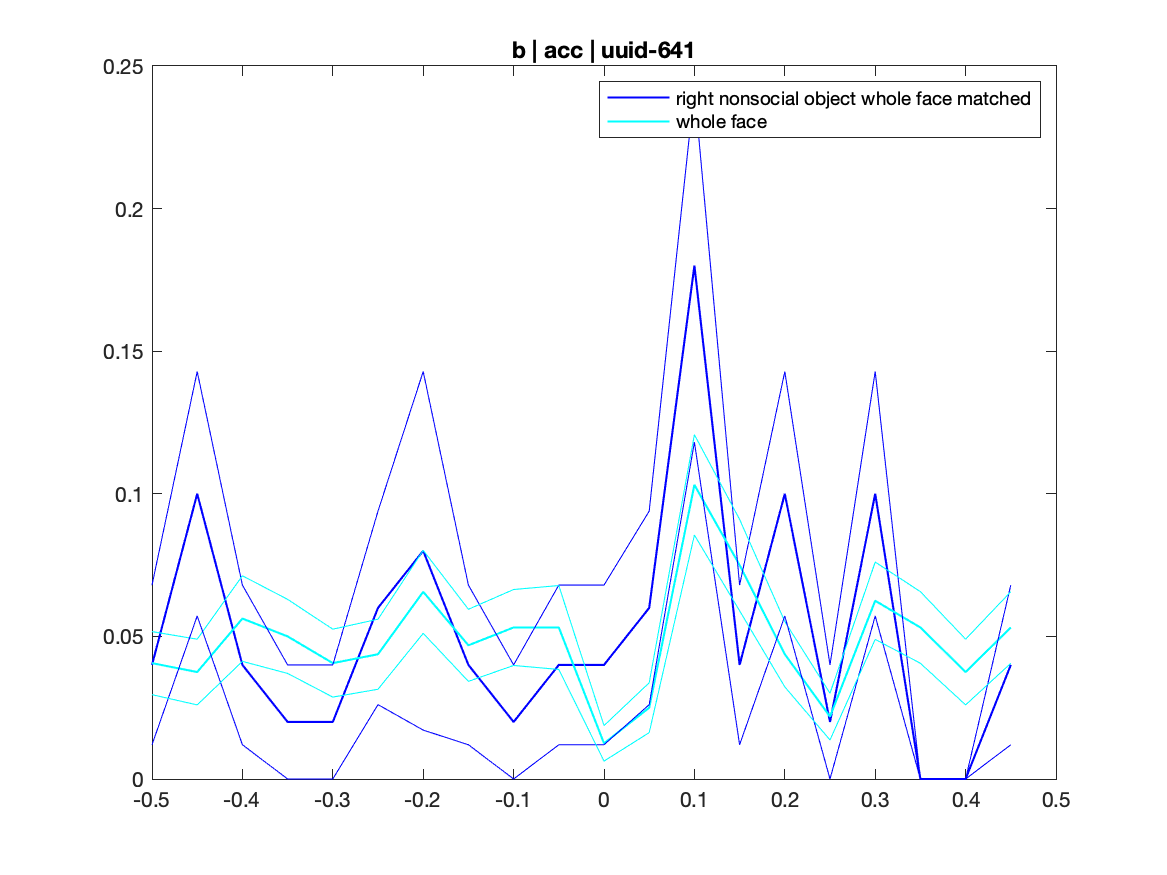 b | acc | uuid-641
0.25
right nonsocial object whole face matched
whole face
0.2
0.15
0.1
0.05
0
-0.5 -0.4 -0.3 -0.2 -0.1 0 0.1 0.2 0.3 0.4 0.5